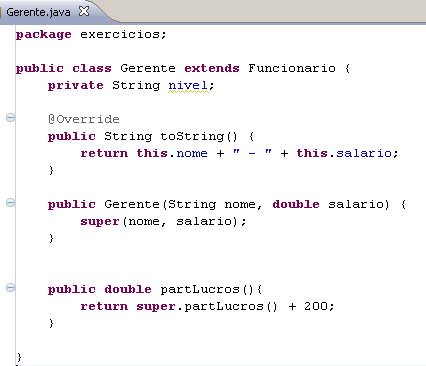 Gerente.java
package exercicios;
public class Gerente extends Funcionario {
private String nivel;
@Override
public String toString() {
return this.nome + " - " + this.salario;
}
public Gerente(String nome, double salario) {
super(nome, salario);
}
public double partLucros(){
return super.partLucros() + 200;
}
}